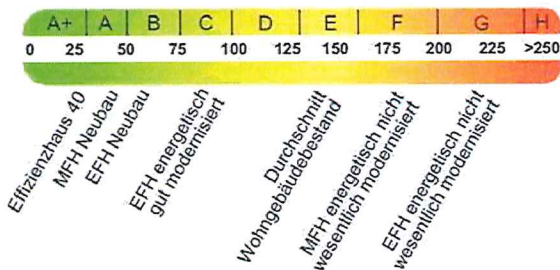 A+ A B C D E F G H
0 25 50 75 100 125 150 175 200 225 >250
Effizienzhaus 40
MFH Neubau
EFH Neubau
EFH energetisch
gut modernisiert
Durchschnitt
Wohngebäudebestand
MFH energetisch nicht
wesentlich modernisiert
EFH energetisch nicht
wesentlich modernisiert